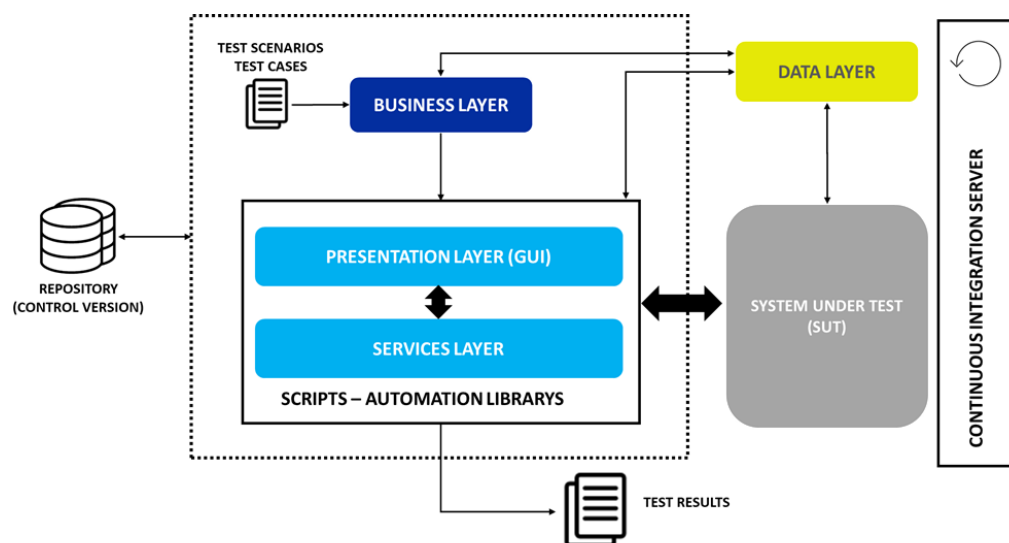 TEST SCENARIOS
TEST CASES
BUSINESS LAYER
DATA LAYER
REPOSITORY
(CONTROL VERSION)
PRESENTATION LAYER (GUI)
SERVICES LAYER
SCRIPTS – AUTOMATION LIBRARYS
SYSTEM UNDER TEST
(SUT)
CONTINUOUS INTEGRATION SERVER
TEST RESULTS